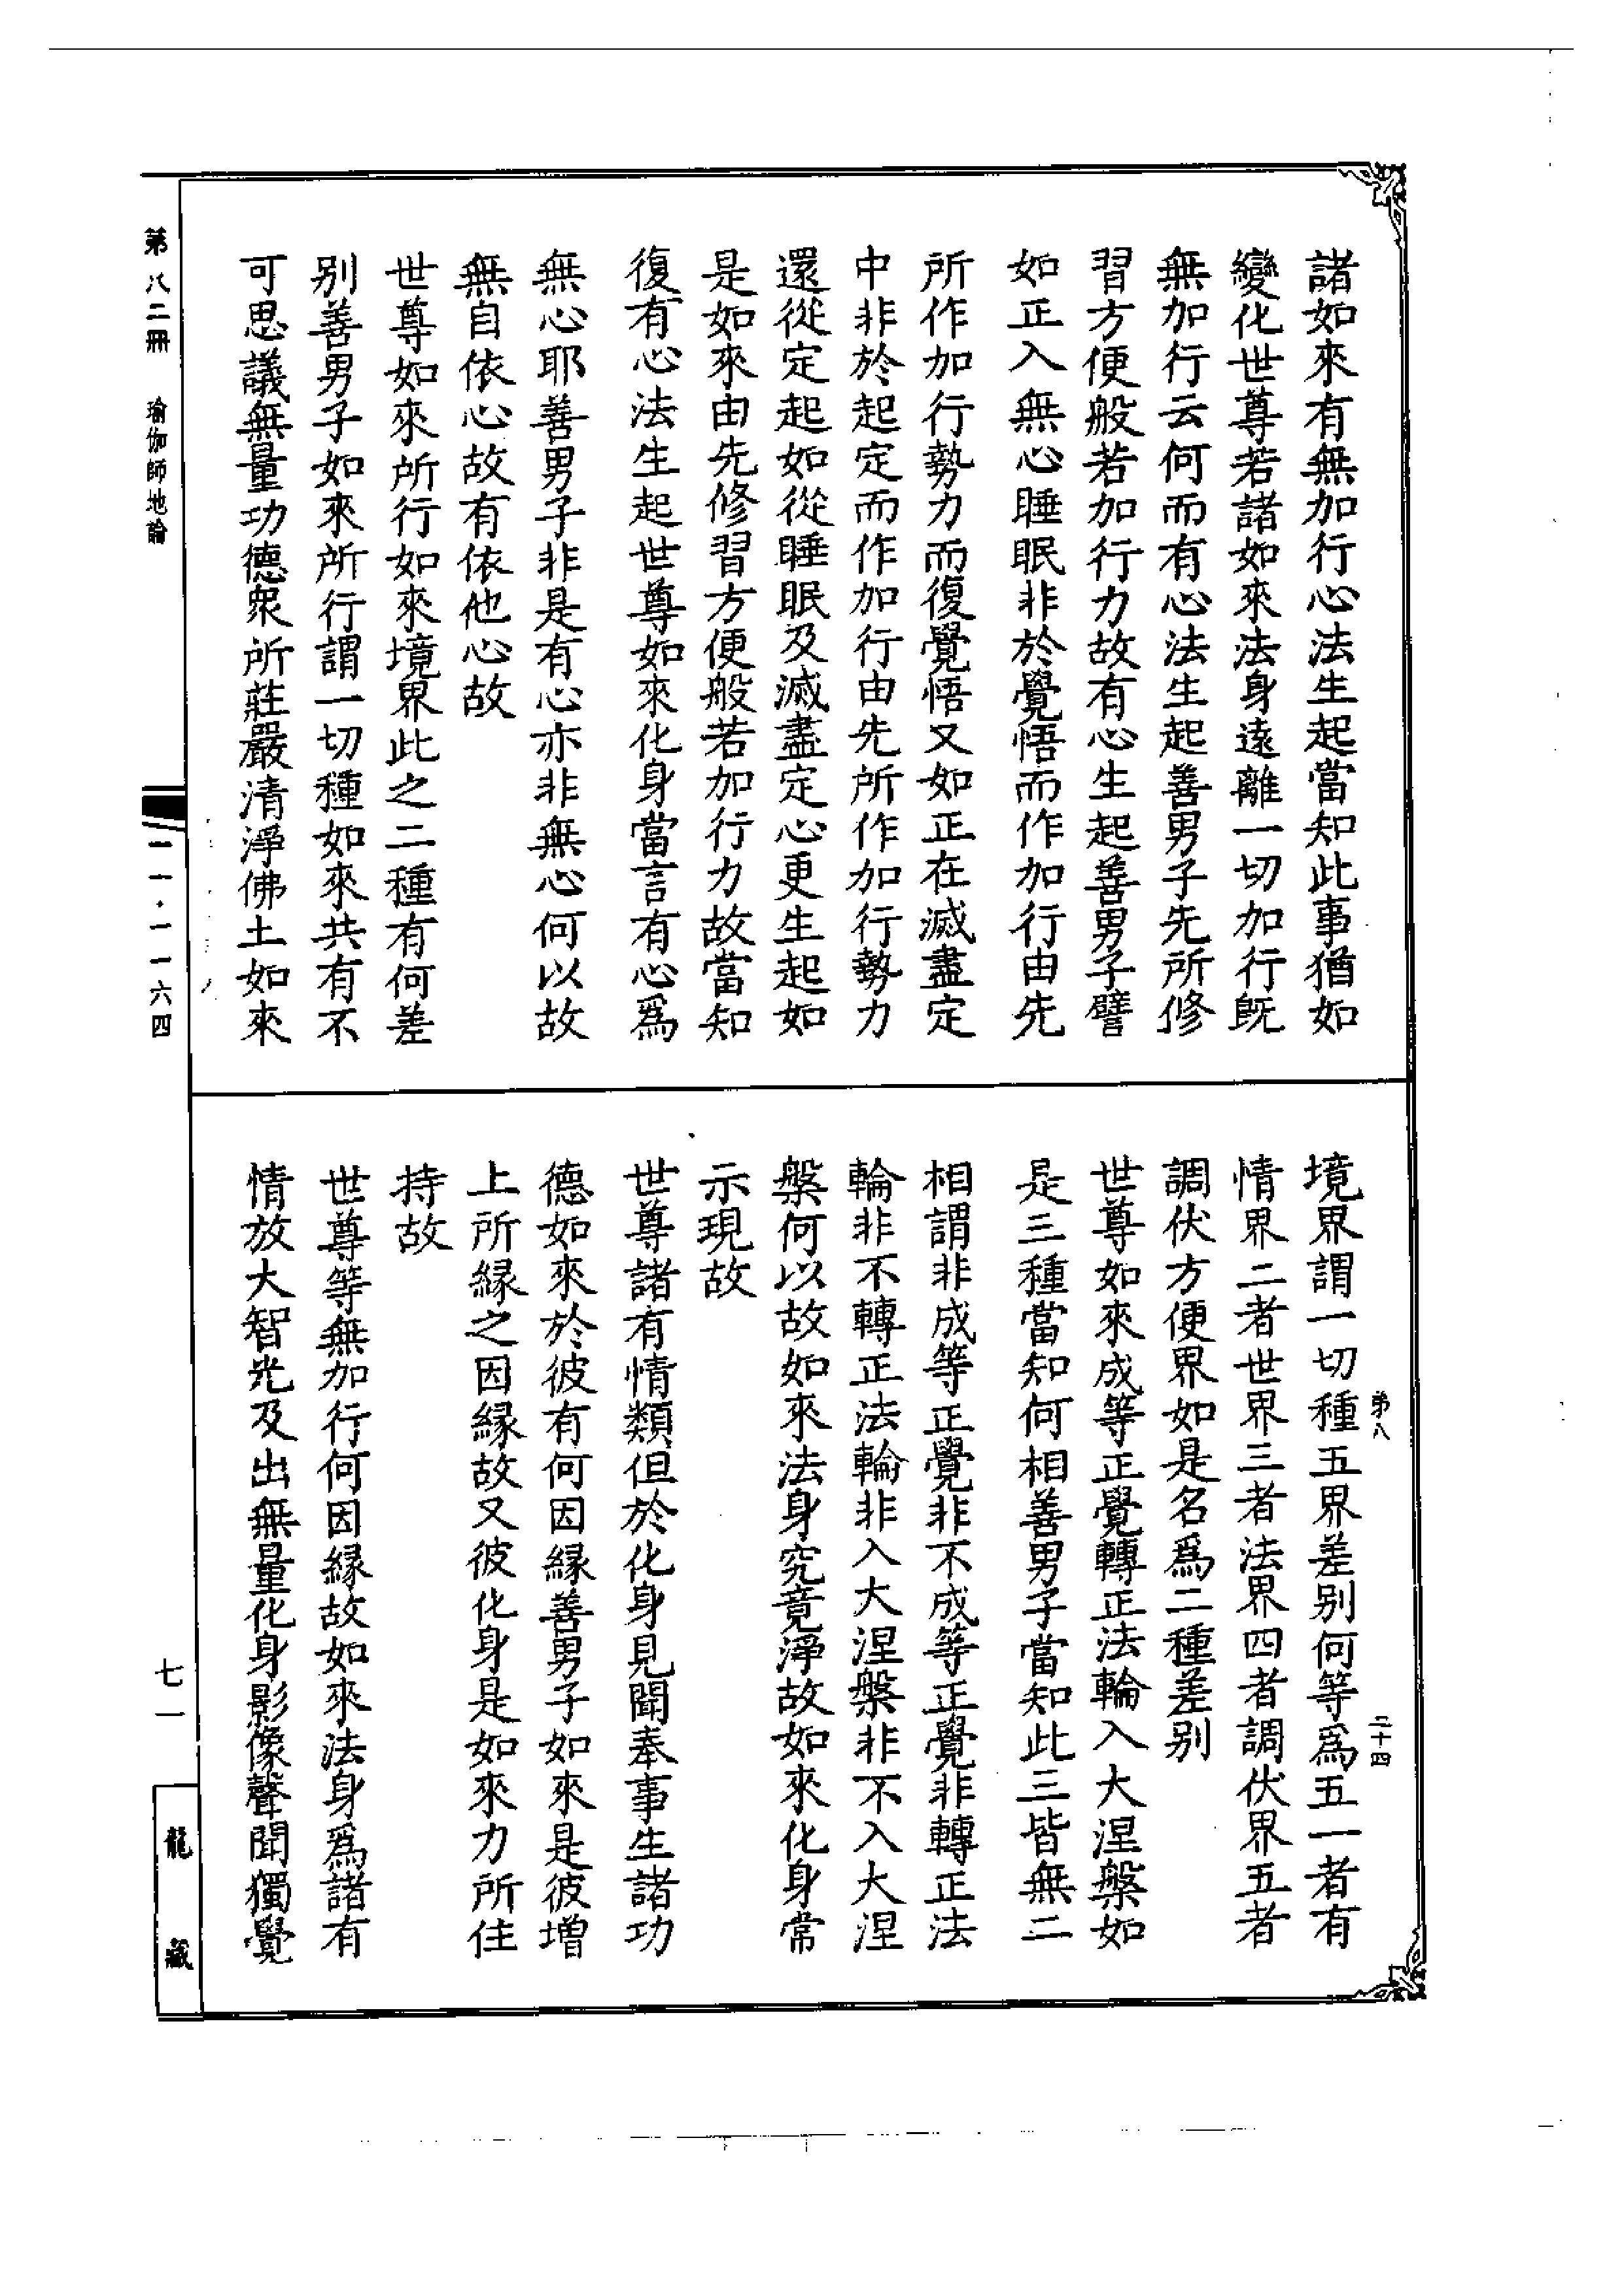 諸如來有無加行心法生起當知此事猶如
變化世尊若諸如來法身遠離一切加行旣
無加行云何而有心法生起善男子先所修
習方便般若加行力故有心生起善男子譬
如正入無心睡眠非於覺悟而作加行由先
所作加行勢力而復覺悟又如正在滅盡定
中非於起定而作加行由先所作加行勢力
還從定起如從睡眠及滅盡定心更生起如
是如來由先修習方便般若加行力故當知
復有心法生起世尊如來化身當言有心爲
無心耶善男子非是有心亦非無心何以故
無自依心故有依他心故
世尊如來所行如來境界此之二種有何差
别善男子如來所行謂一切種如來共有不
可思議無量功德衆所莊嚴清淨佛土如來
境界謂一切種五界差别何等爲五一者有
情界二者世界三者法界四者調伏界五者
調伏方便界如是名爲二種差别
世尊如來成等正覺轉正法輪入大涅槃如
是三種當知何相善男子當知此三皆無二
相謂非成等正覺非不成等正覺非轉正法
輪非不轉正法輪非入大涅槃非不入大涅
槃何以故如來法身究竟淨故如來化身常
示現故
世尊諸有情類但於化身見聞奉事生諸功
德如來於彼有何因緣善男子如來是彼增
上所緣之因緣故又彼化身是如來力所住
持故
世尊等無加行何因緣故如來法身爲諸有
情放大智光及出無量化身影像聲聞獨覺
第八
二十四
第八二冊　瑜伽師地論
一一·一一六四
七一
龍藏